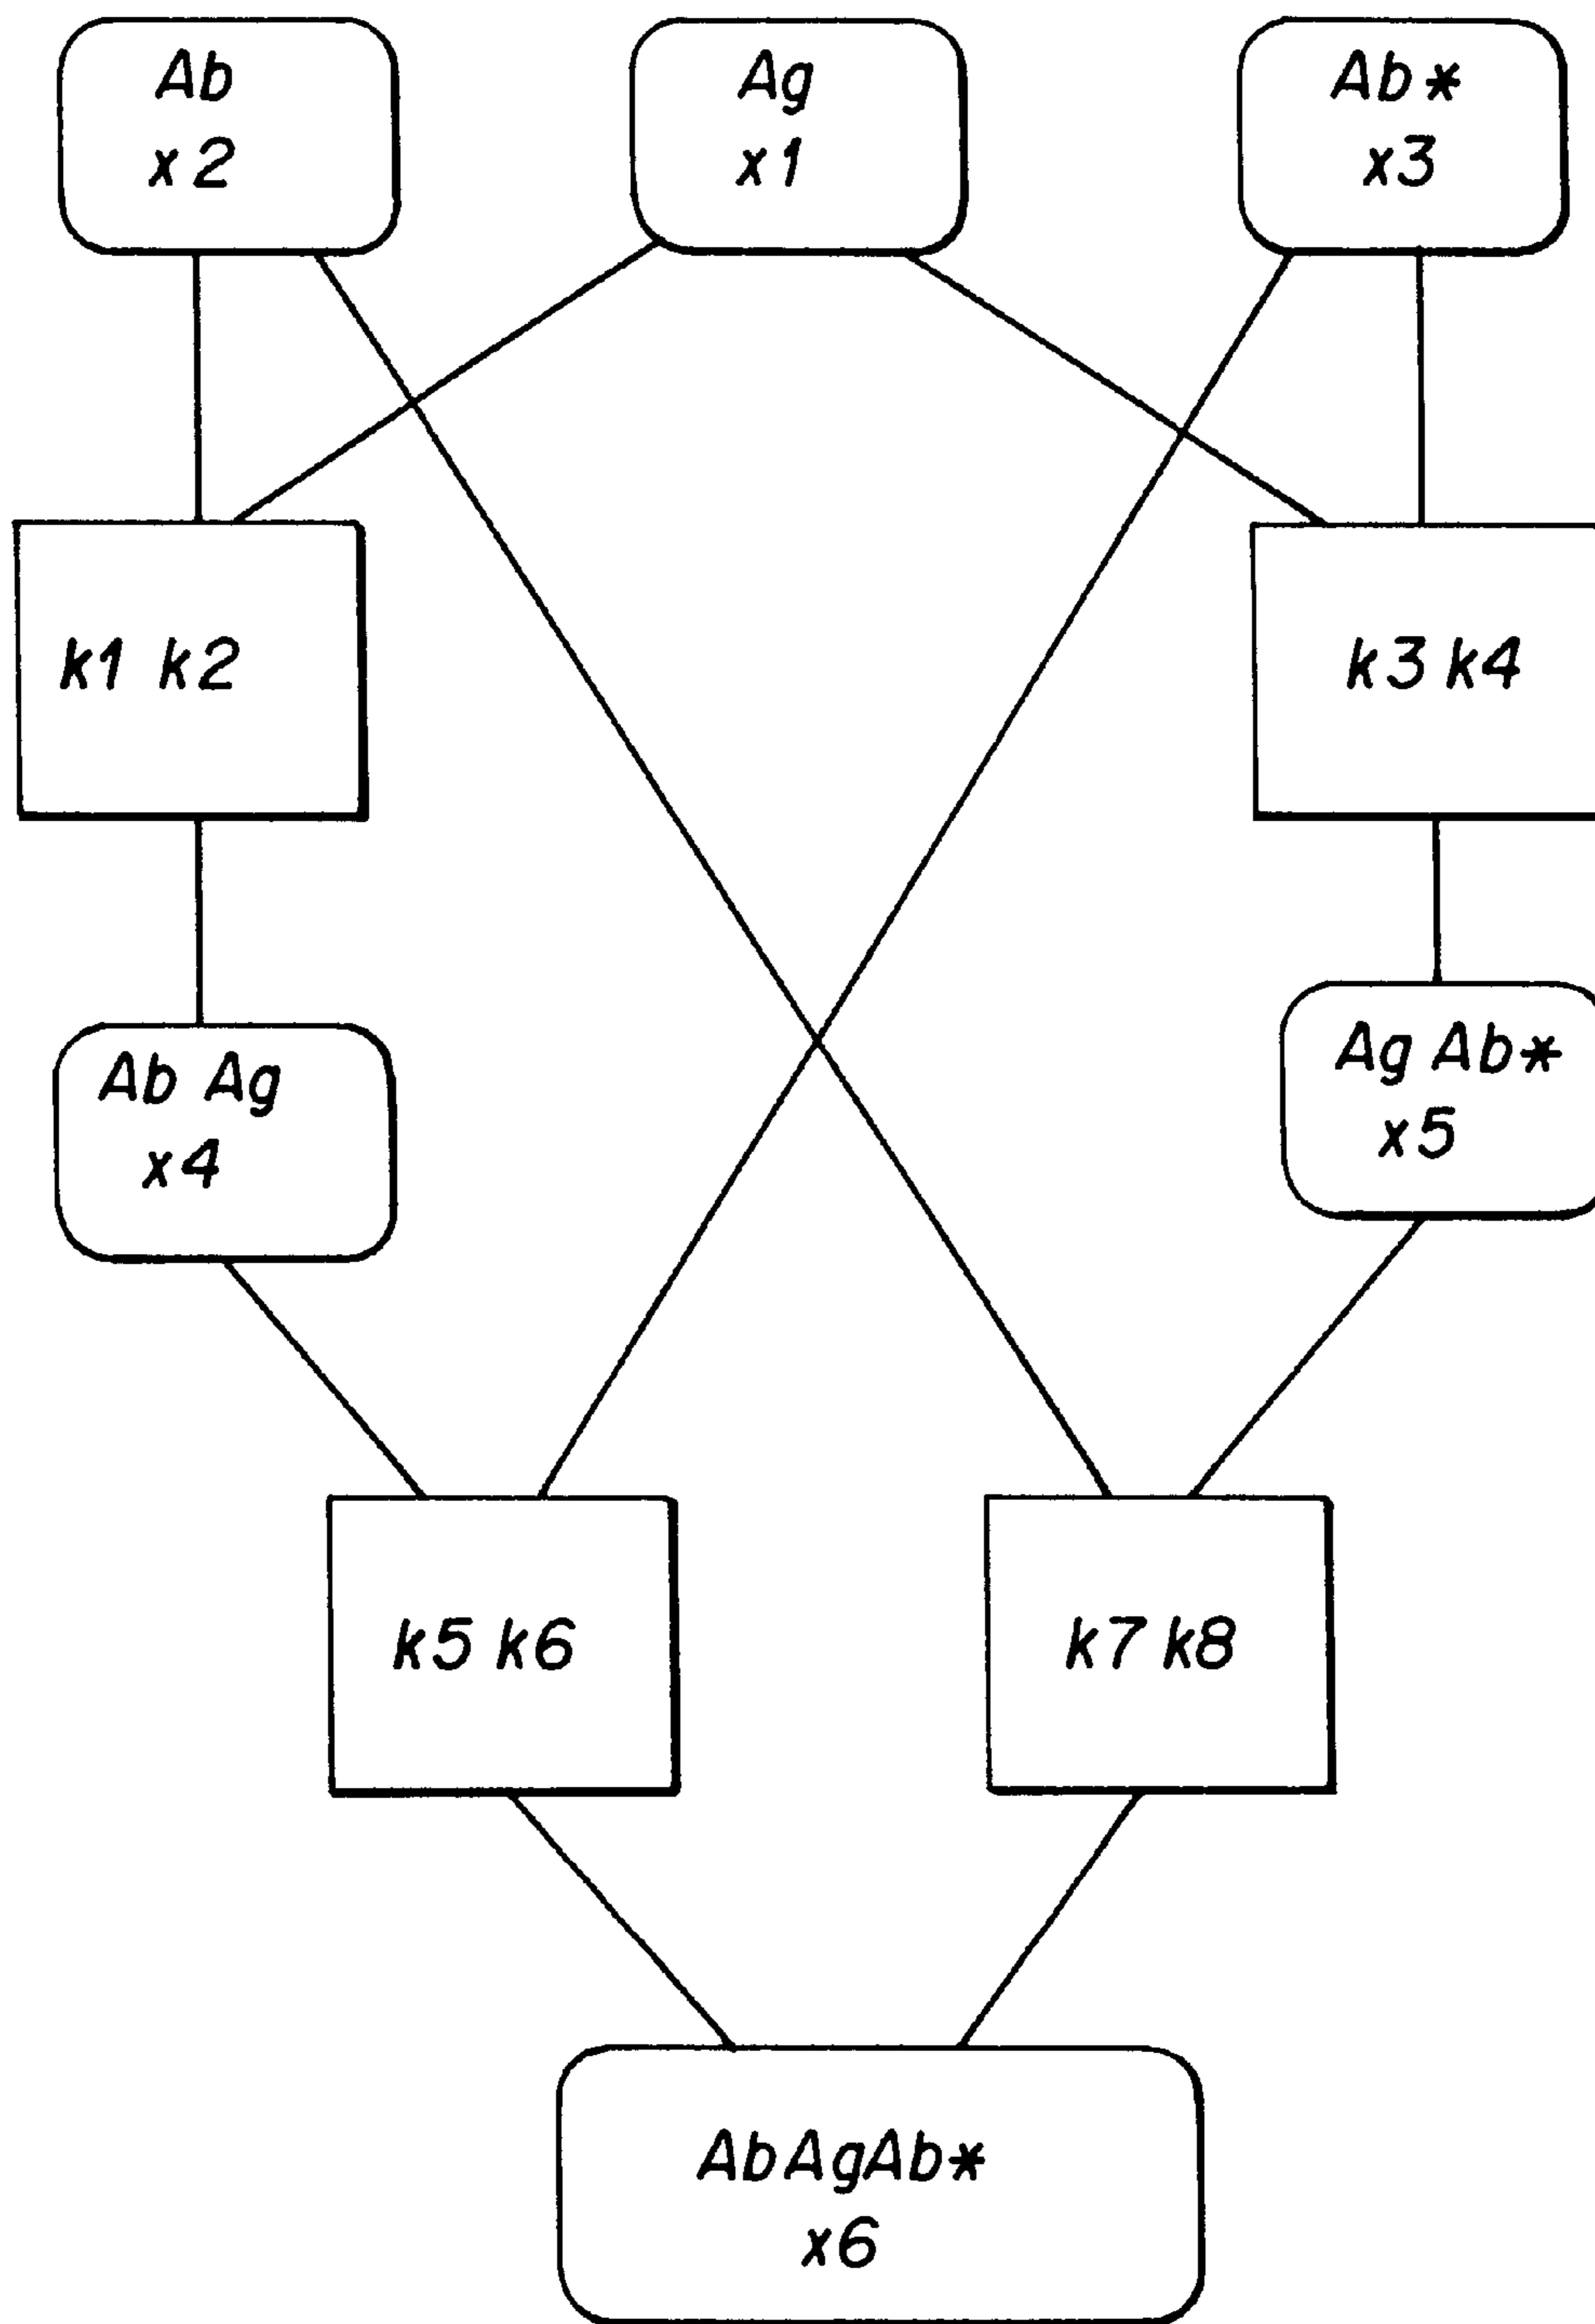 Ab
x2
Ag
x1
Ab*
x3
k1 k2
k3 k4
Ab Ag
x4
Ag Ab*
x5
k5 k6
k7 k8
AbAgAb*
x6